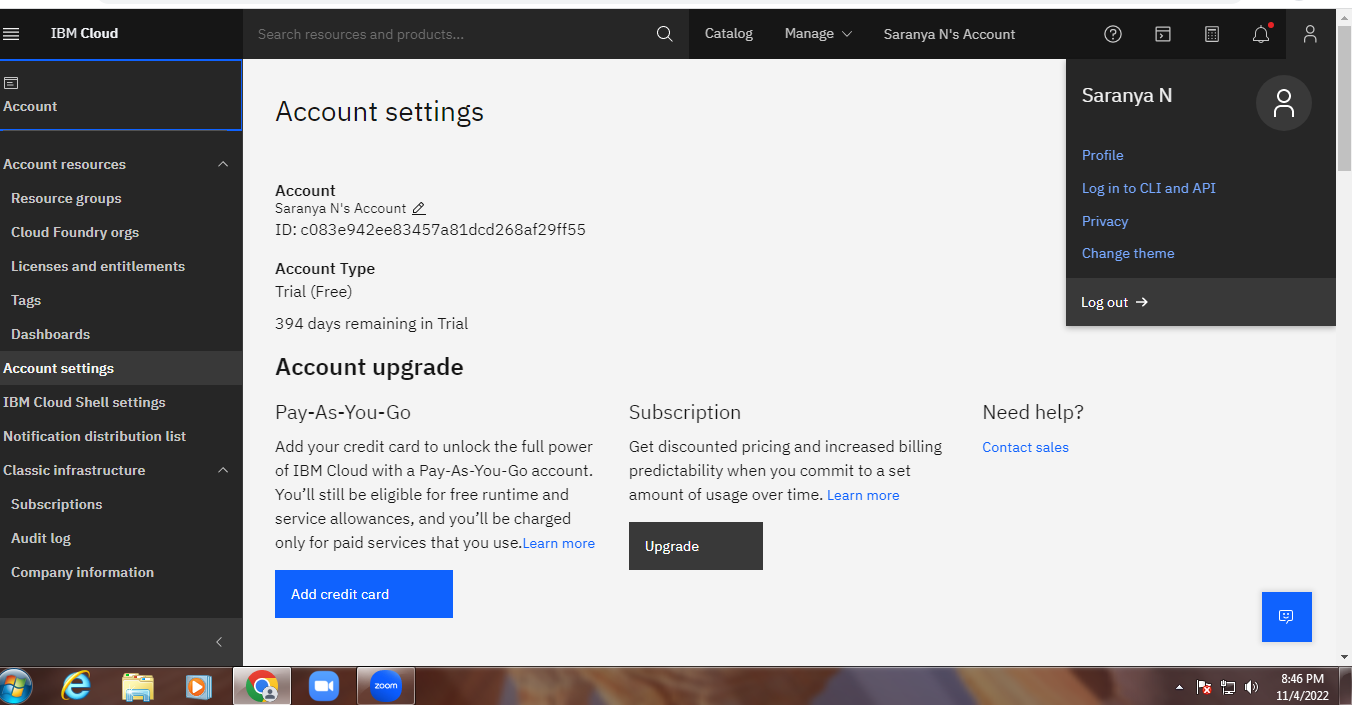 IBM Cloud
Search resources and products...
Catalog
Manage
Saranya N's Account
Account
Account resources
Resource groups
Cloud Foundry orgs
Licenses and entitlements
Tags
Dashboards
Account settings
IBM Cloud Shell settings
Notification distribution list
Classic infrastructure
Subscriptions
Audit log
Company information
Account settings
Account
Saranya N's Account
ID: c083e942ee83457a81dcd268af29ff55
Account Type
Trial (Free)
394 days remaining in Trial
Account upgrade
Pay-As-You-Go
Add your credit card to unlock the full power
of IBM Cloud with a Pay-As-You-Go account.
You’ll still be eligible for free runtime and
service allowances, and you’ll be charged
only for paid services that you use.Learn more
Add credit card
Subscription
Get discounted pricing and increased billing
predictability when you commit to a set
amount of usage over time. Learn more
Upgrade
Need help?
Contact sales
Saranya N
Profile
Log in to CLI and API
Privacy
Change theme
Log out
zoom
8:46 PM
11/4/2022